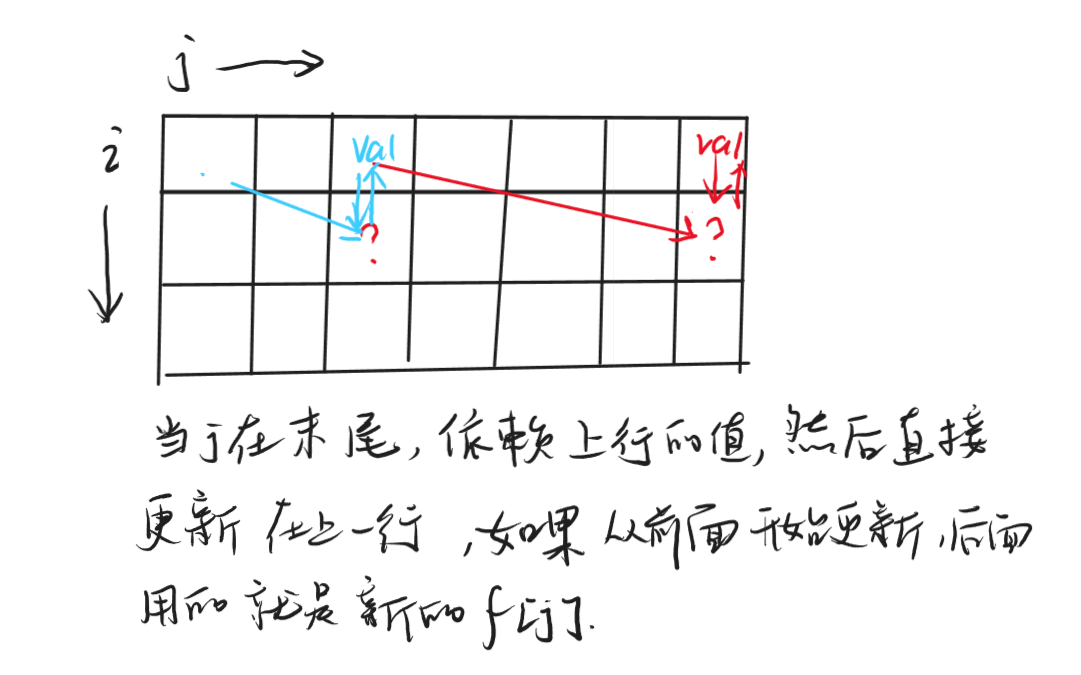 j
i
val val
? ?
当j在末尾,依赖上行的值,然后直接
更新在上一行,如果从前面开始更新,后面
用的就是新的f[j].